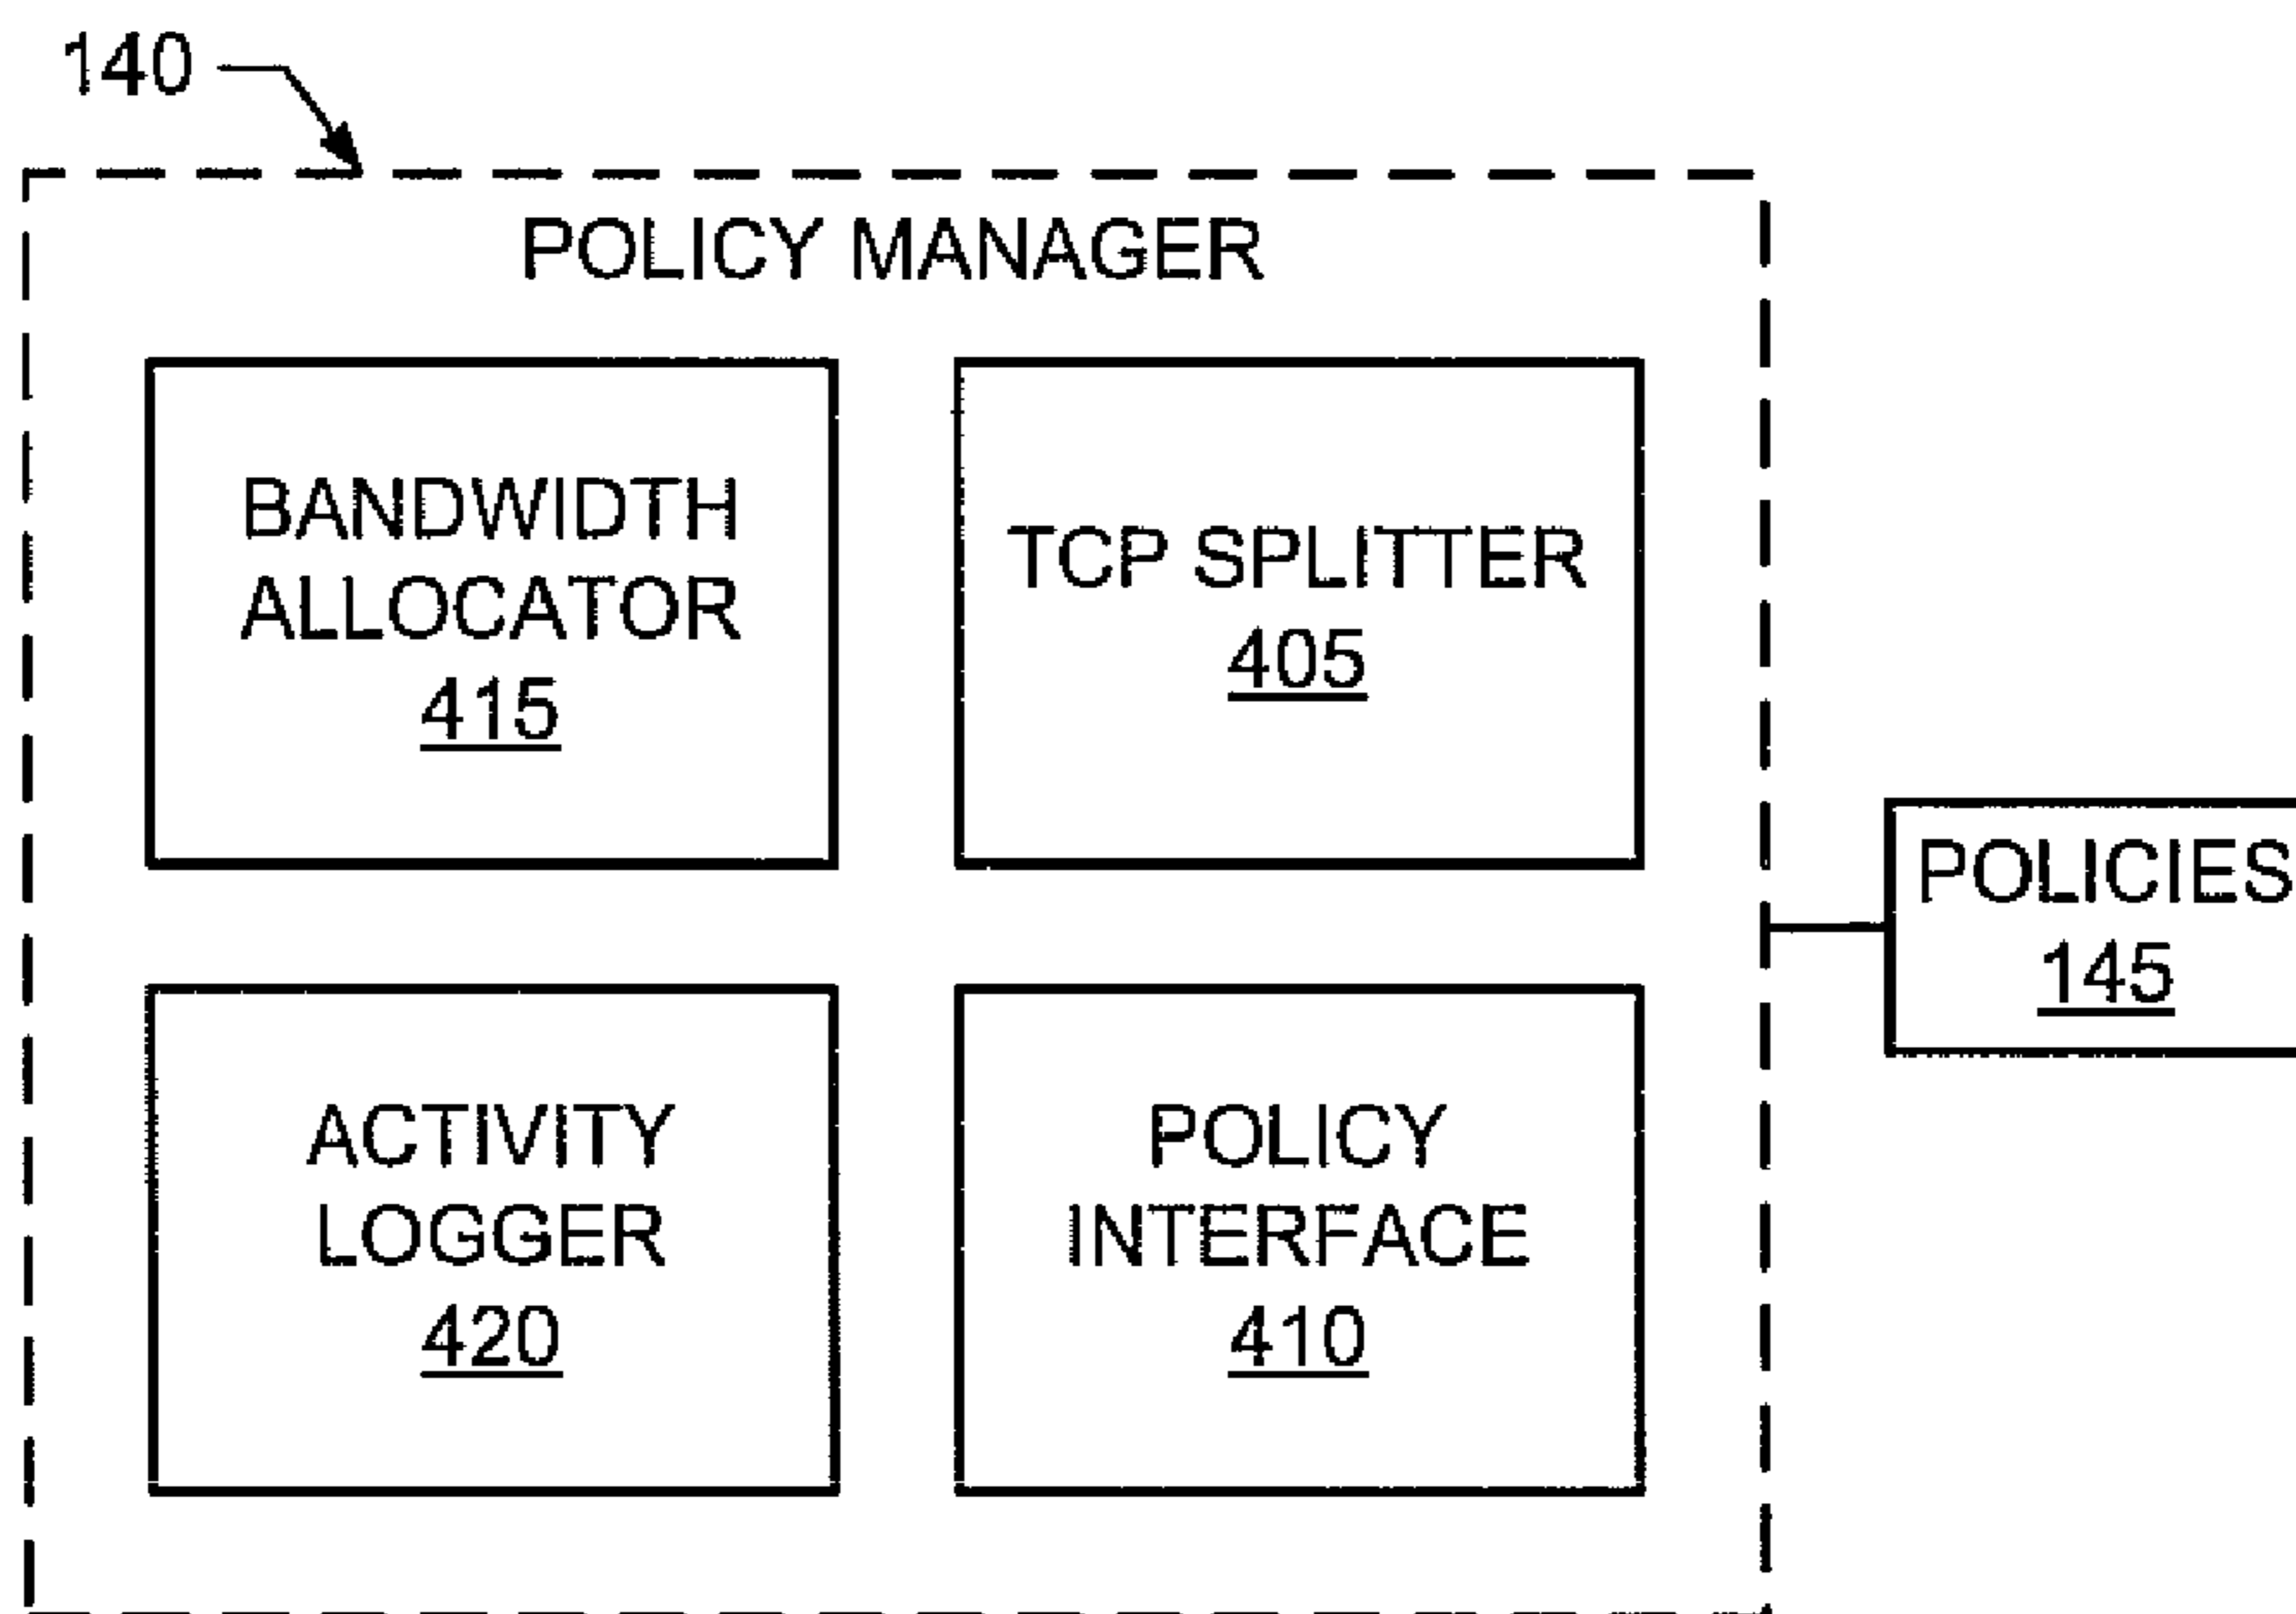 140
POLICY MANAGER
BANDWIDTH
ALLOCATOR
415
TCP SPLITTER
405
POLICIES
145
ACTIVITY
LOGGER
420
POLICY
INTERFACE
410